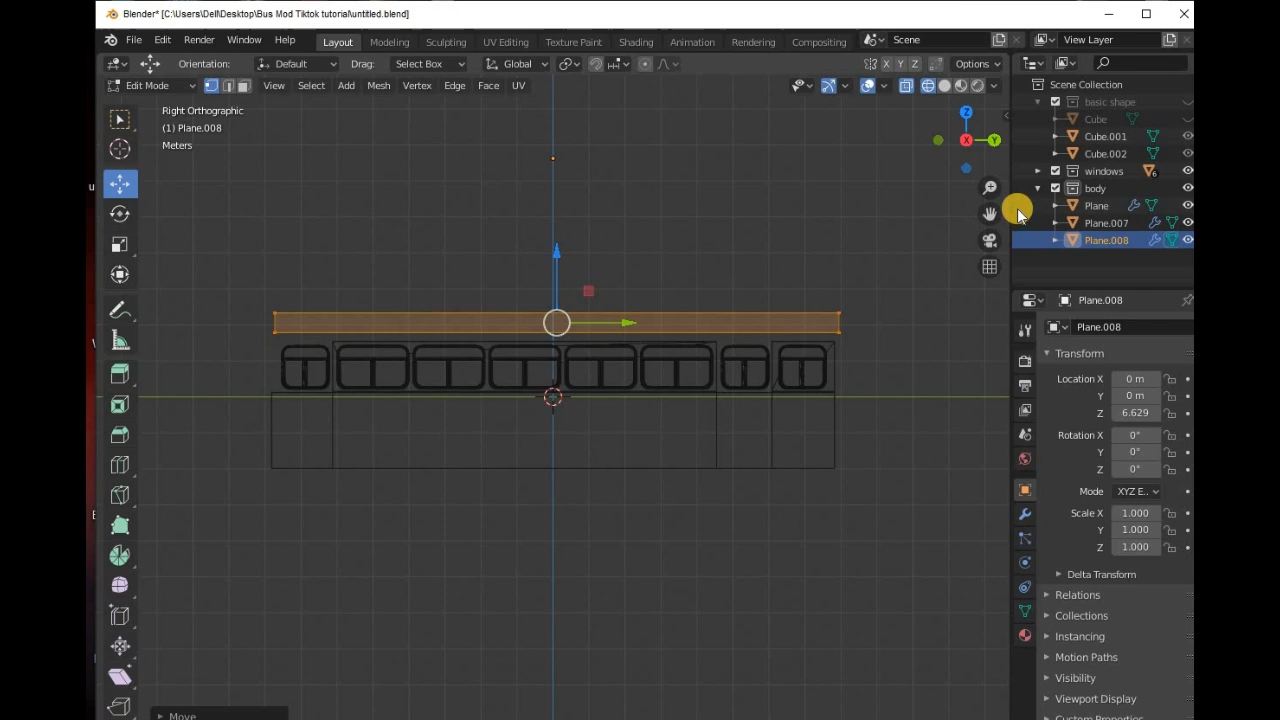 Blender* [C:\Users\Dell\Desktop\Bus Mod Tiktok tutorial\untitled.blend]
File Edit Render Window Help Layout Modeling Sculpting UV Editing Texture Paint Shading Animation Rendering Compositing Scene View Layer
Orientation: Default Drag: Select Box Global X Y Z Options
Edit Mode View Select Add Mesh Vertex Edge Face UV
Scene Collection
basic shape
Cube
Cube.001
Cube.002
windows 6
body
Plane
Plane.007
Plane.008
Right Orthographic
(1) Plane.008
Meters
Z
X
Y
Plane.008
Plane.008
Transform
Location X 0 m
Y 0 m
Z 6.629
Rotation X 0°
Y 0°
Z 0°
Mode XYZ E..
Scale X 1.000
Y 1.000
Z 1.000
Delta Transform
Relations
Collections
Instancing
Motion Paths
Visibility
Viewport Display
Custom Properties
Move